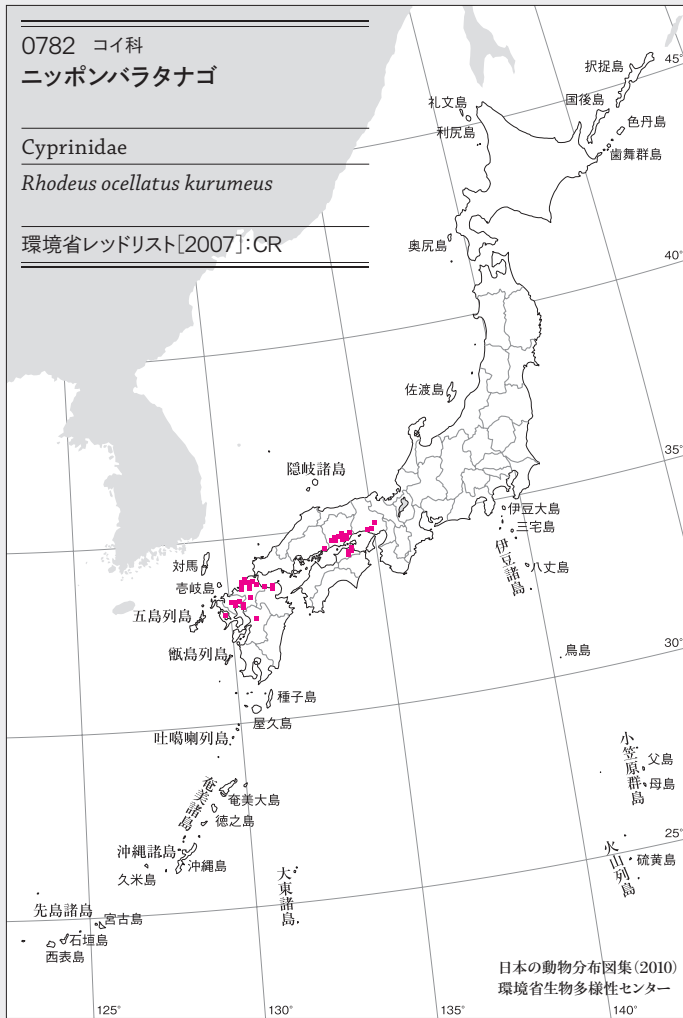 0782 コイ科
ニッポンバラタナゴ
Cyprinidae
Rhodeus ocellatus kurumeus
環境省レッドリスト[2007]:CR
択捉島
45°
国後島
礼文島
色丹島
利尻島
歯舞群島
奥尻島
40°
佐渡島
35°
隠岐諸島
伊豆大島
三宅島
伊豆諸島
八丈島
対馬
壱岐島
五島列島
甑島列島
鳥島
30°
種子島
屋久島
吐噶喇列島
小笠原群島
父島
母島
奄美諸島
奄美大島
徳之島
25°
沖縄諸島
沖縄島
久米島
大東諸島
火山列島
硫黄島
先島諸島
宮古島
石垣島
西表島
日本の動物分布図集(2010)
環境省生物多様性センター
125°
130°
135°
140°